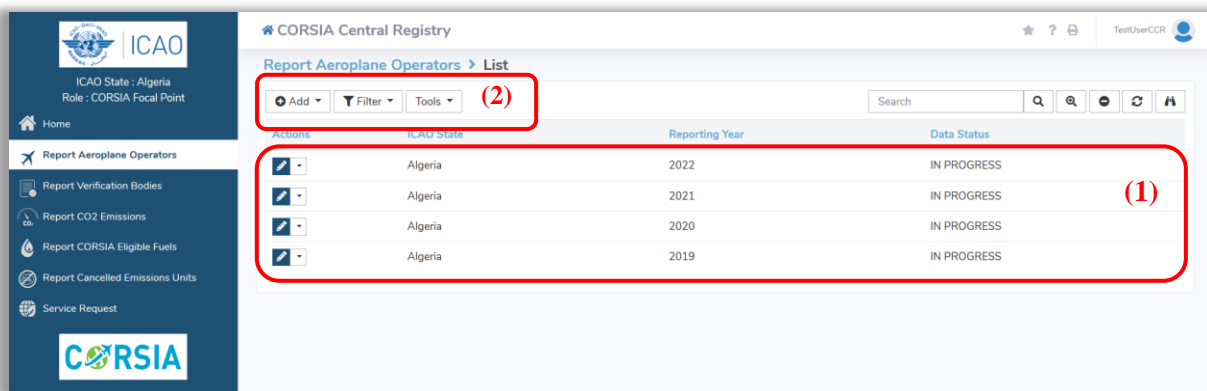 ICAO
ICAO State : Algeria
Role : CORSIA Focal Point
Home
Report Aeroplane Operators
Report Verification Bodies
Report CO2 Emissions
Report CORSIA Eligible Fuels
Report Cancelled Emissions Units
Service Request
CORSIA
CORSIA Central Registry
? TestUserCCR
Report Aeroplane Operators > List
Add Filter Tools (2) Search
Actions ICAO State Reporting Year Data Status
Algeria 2022 IN PROGRESS
Algeria 2021 IN PROGRESS
(1)
Algeria 2020 IN PROGRESS
Algeria 2019 IN PROGRESS